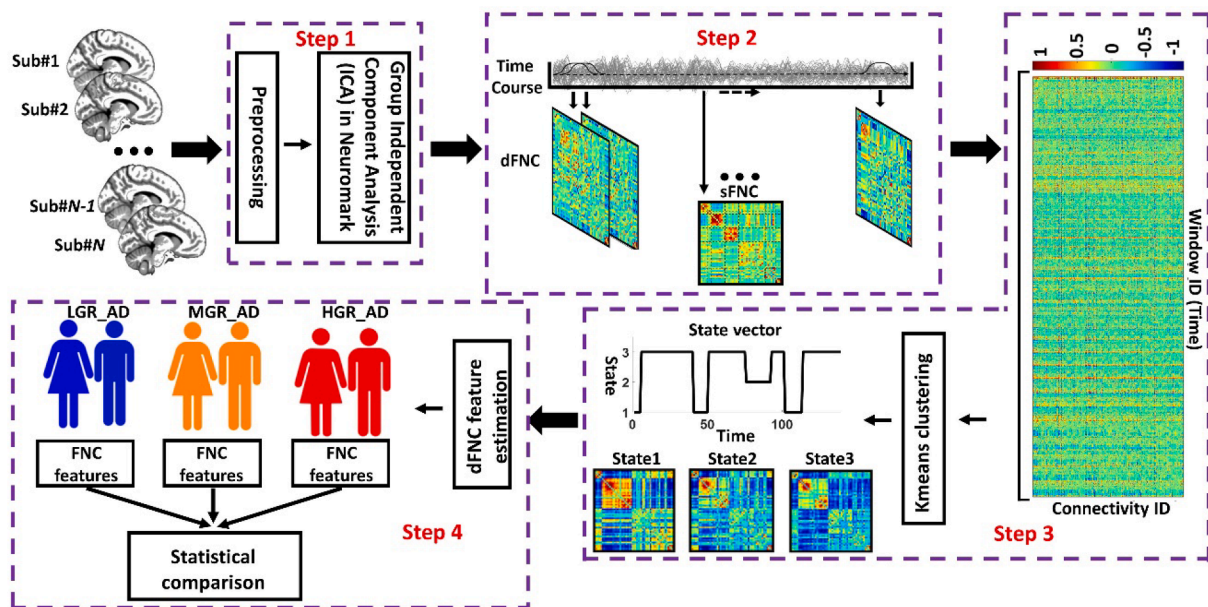 Sub#1
Sub#2
Sub#N-1
Sub#N
Step 1
Preprocessing
Group Independent
Component Analysis
(ICA) in Neuromark
Step 2
Time
Course
dFNC
sFNC
1
0.5
0
-0.5
-1
Window ID (Time)
Connectivity ID
Step 3
Kmeans clustering
State vector
State
3
2
1
0
50
100
Time
State1
State2
State3
dFNC feature
estimation
Step 4
LGR_AD
MGR_AD
HGR_AD
FNC
features
FNC
features
FNC
features
Statistical
comparison